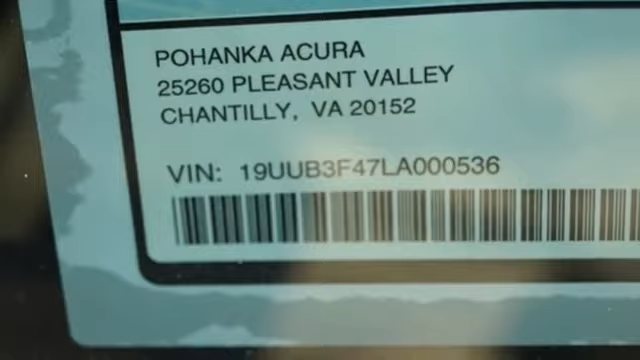 POHANKA ACURA
25260 PLEASANT VALLEY
CHANTILLY, VA 20152
VIN: 19UUB3F47LA000536